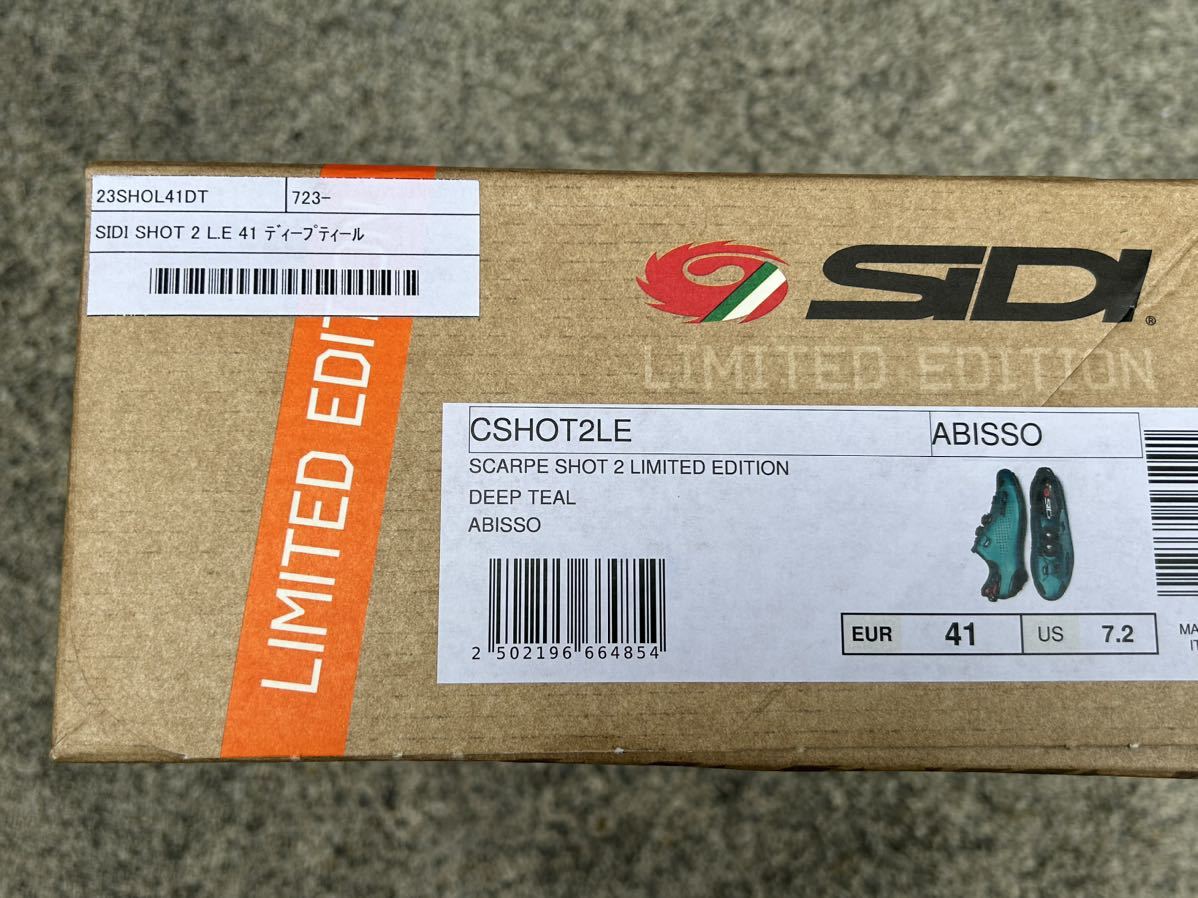 23SHOL41DT 723-
SIDI SHOT 2 L.E 41 ﾃﾞｨｰﾌﾟﾃｨｰﾙ
LIMITED EDIT
SIDI ®
LIMITED EDITION
CSHOT2LE ABISSO
SCARPE SHOT 2 LIMITED EDITION
DEEP TEAL
ABISSO
SIDI
2 502196 664854
EUR 41 US 7.2